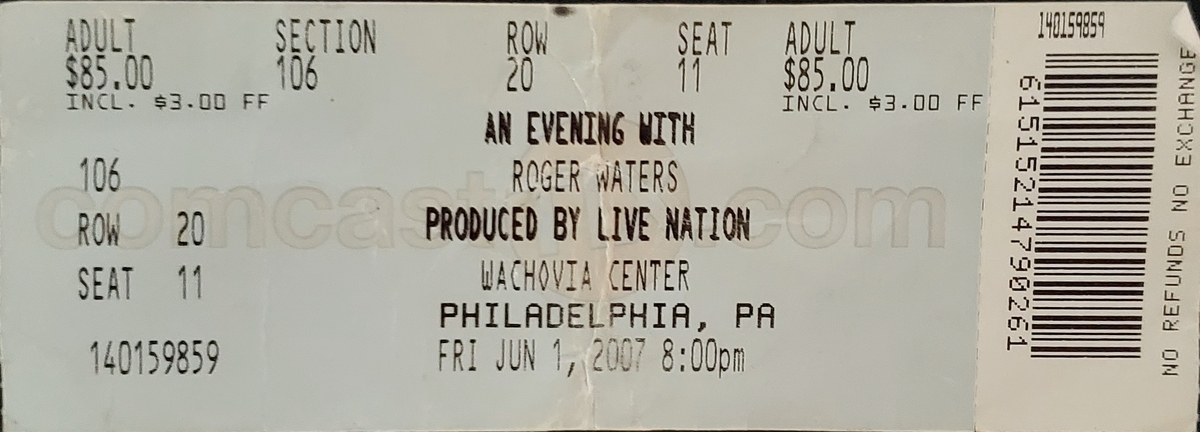 ADULT SECTION ROW SEAT ADULT
$85.00 106 20 11 $85.00
INCL. $3.00 FF INCL. $3.00 FF
AN EVENING WITH
106 ROGER WATERS
comcast .com
ROW 20 PRODUCED BY LIVE NATION
SEAT 11 WACHOVIA CENTER
PHILADELPHIA, PA
140159859 FRI JUN 1, 2007 8:00pm
140159859
61515214790261
NO REFUNDS NO EXCHANGE